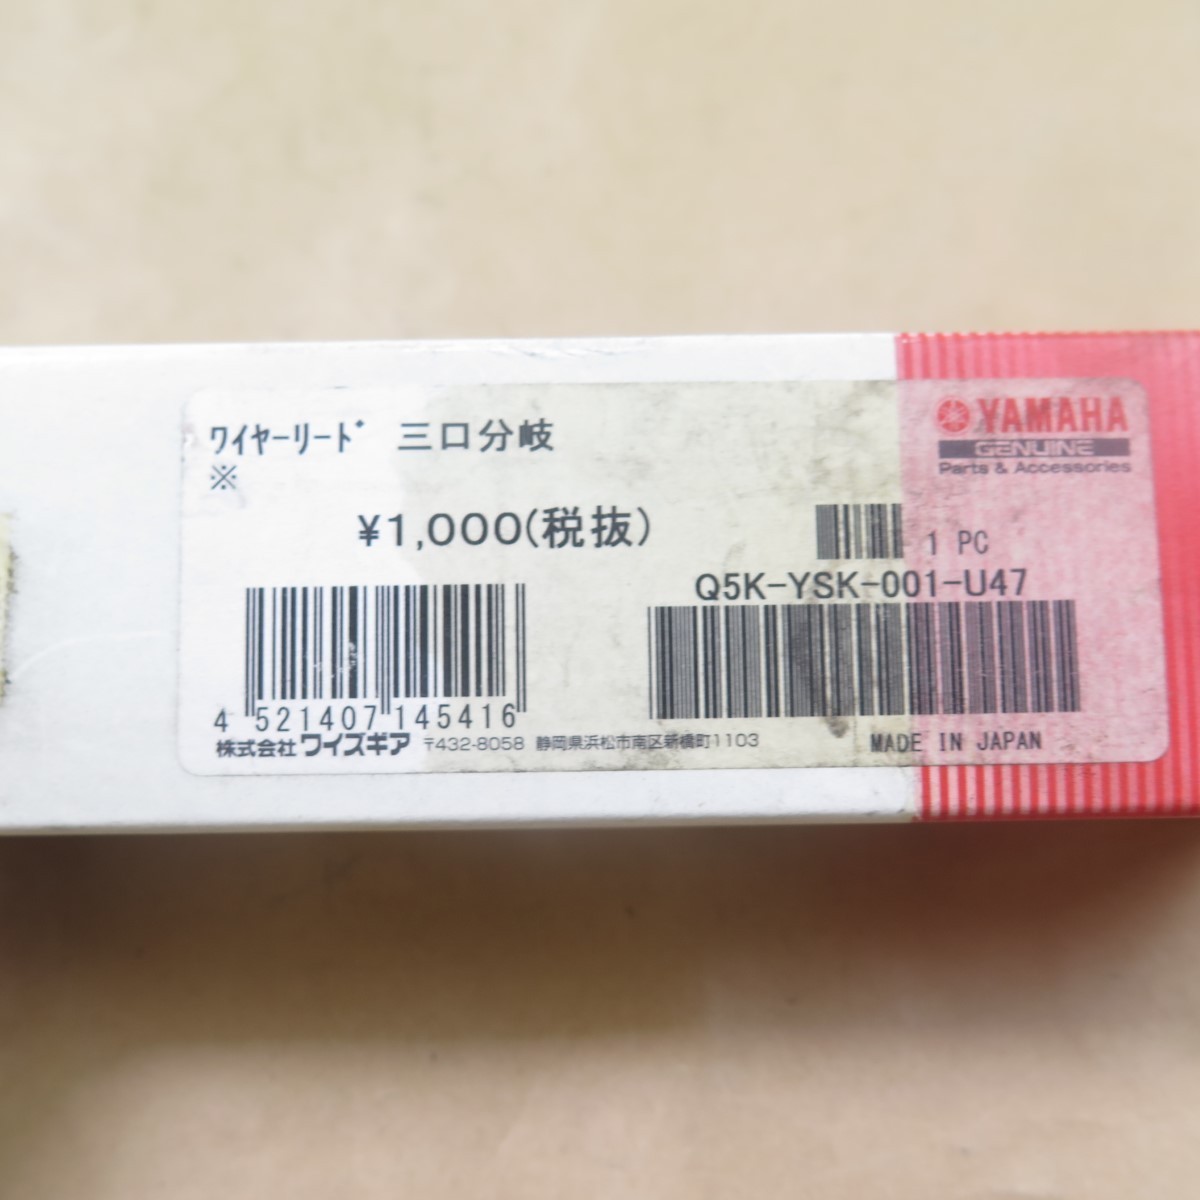 ﾜｲﾔｰﾘｰﾄﾞ 三口分岐
※
YAMAHA
GENUINE
Parts & Accessories
¥1,000(税抜)
1 PC
Q5K-YSK-001-U47
4 521407 145416
株式会社 ワイズギア 〒432-8058 静岡県浜松市南区新橋町1103
MADE IN JAPAN